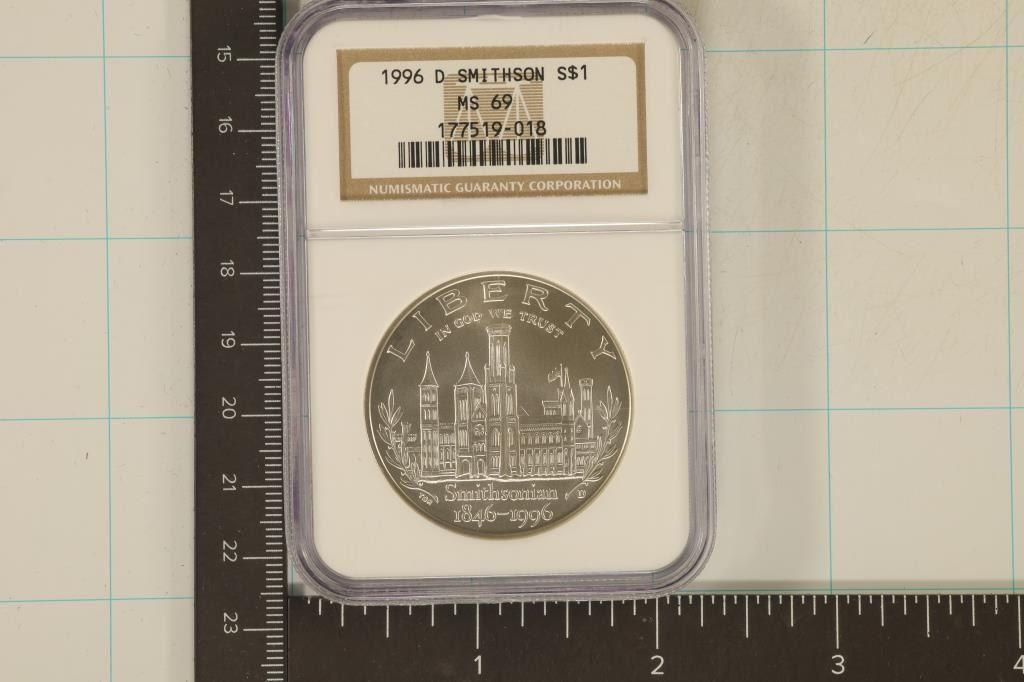 1996 D SMITHSON S$1
MS 69
177519-018
NUMISMATIC GUARANTY CORPORATION
LIBERTY
IN GOD WE TRUST
Smithsonian
D
1846-1996
15
16
17
18
19
20
21
22
23
1 2 3 4